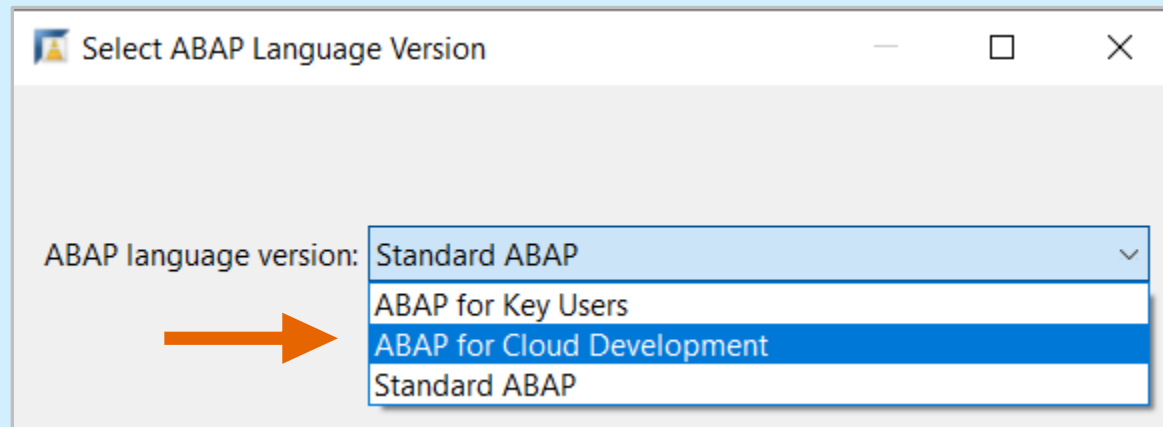 Select ABAP Language Version
ABAP language version: Standard ABAP
ABAP for Key Users
ABAP for Cloud Development
Standard ABAP